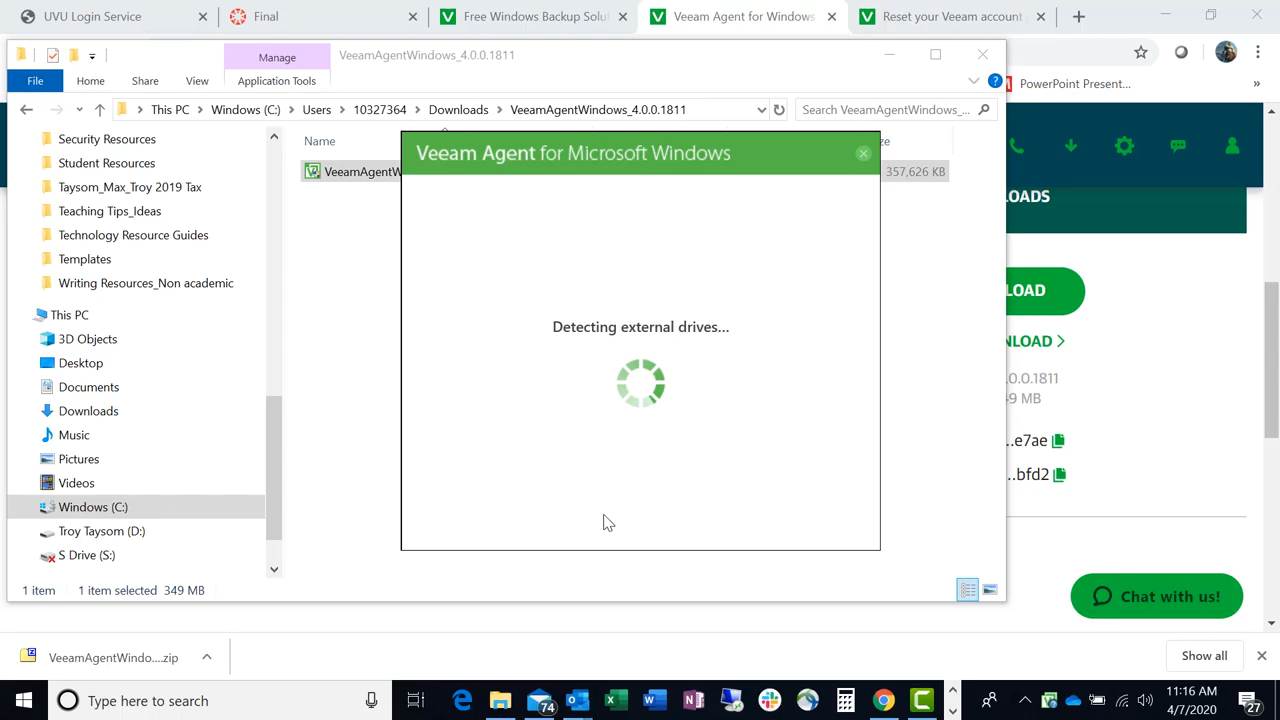 UVU Login Service
Final
Free Windows Backup Solu
Veeam Agent for Windows
Reset your Veeam account
Manage
VeeamAgentWindows_4.0.0.1811
File
Home
Share
View
Application Tools
PowerPoint Present...
»
This PC
Windows (C:)
Users
10327364
Downloads
VeeamAgentWindows_4.0.0.1811
Search VeeamAgentWindows_...
Security Resources
Student Resources
Taysom_Max_Troy 2019 Tax
Teaching Tips_Ideas
Technology Resource Guides
Templates
Writing Resources_Non academic
This PC
3D Objects
Desktop
Documents
Downloads
Music
Pictures
Videos
Windows (C:)
Troy Taysom (D:)
S Drive (S:)
Name
VeeamAgentW
ze
357,626 KB
Veeam Agent for Microsoft Windows
Detecting external drives...
OADS
LOAD
NLOAD
.0.0.1811
49 MB
..e7ae
..bfd2
1 item
1 item selected 349 MB
Chat with us!
VeeamAgentWindo....zip
Show all
Type here to search
74
11:16 AM
4/7/2020
27